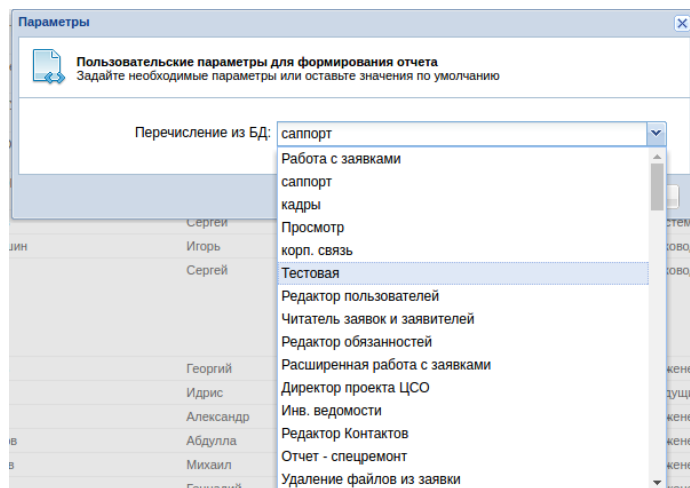 Параметры
Пользовательские параметры для формирования отчета
Задайте необходимые параметры или оставьте значения по умолчанию
Перечисление из БД: саппорт
Работа с заявками
саппорт
кадры
Просмотр
корп. связь
Тестовая
Редактор пользователей
Читатель заявок и заявителей
Редактор обязанностей
Расширенная работа с заявками
Директор проекта ЦСО
Инв. ведомости
Редактор Контактов
Отчет - спецремонт
Удаление файлов из заявки
Сергей
Игорь
Сергей
Георгий
Идрис
Александр
Абдулла
Михаил